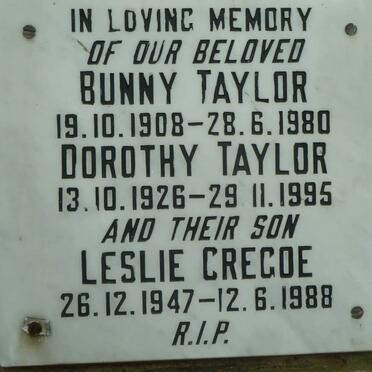 IN LOVING MEMORY
OF OUR BELOVED
BUNNY TAYLOR
19.10.1908-28.6.1980
DOROTHY TAYLOR
13.10.1926-29 11.1995
AND THEIR SON
LESLIE CREGOE
26.12.1947-12.6.1988
R.I.P.